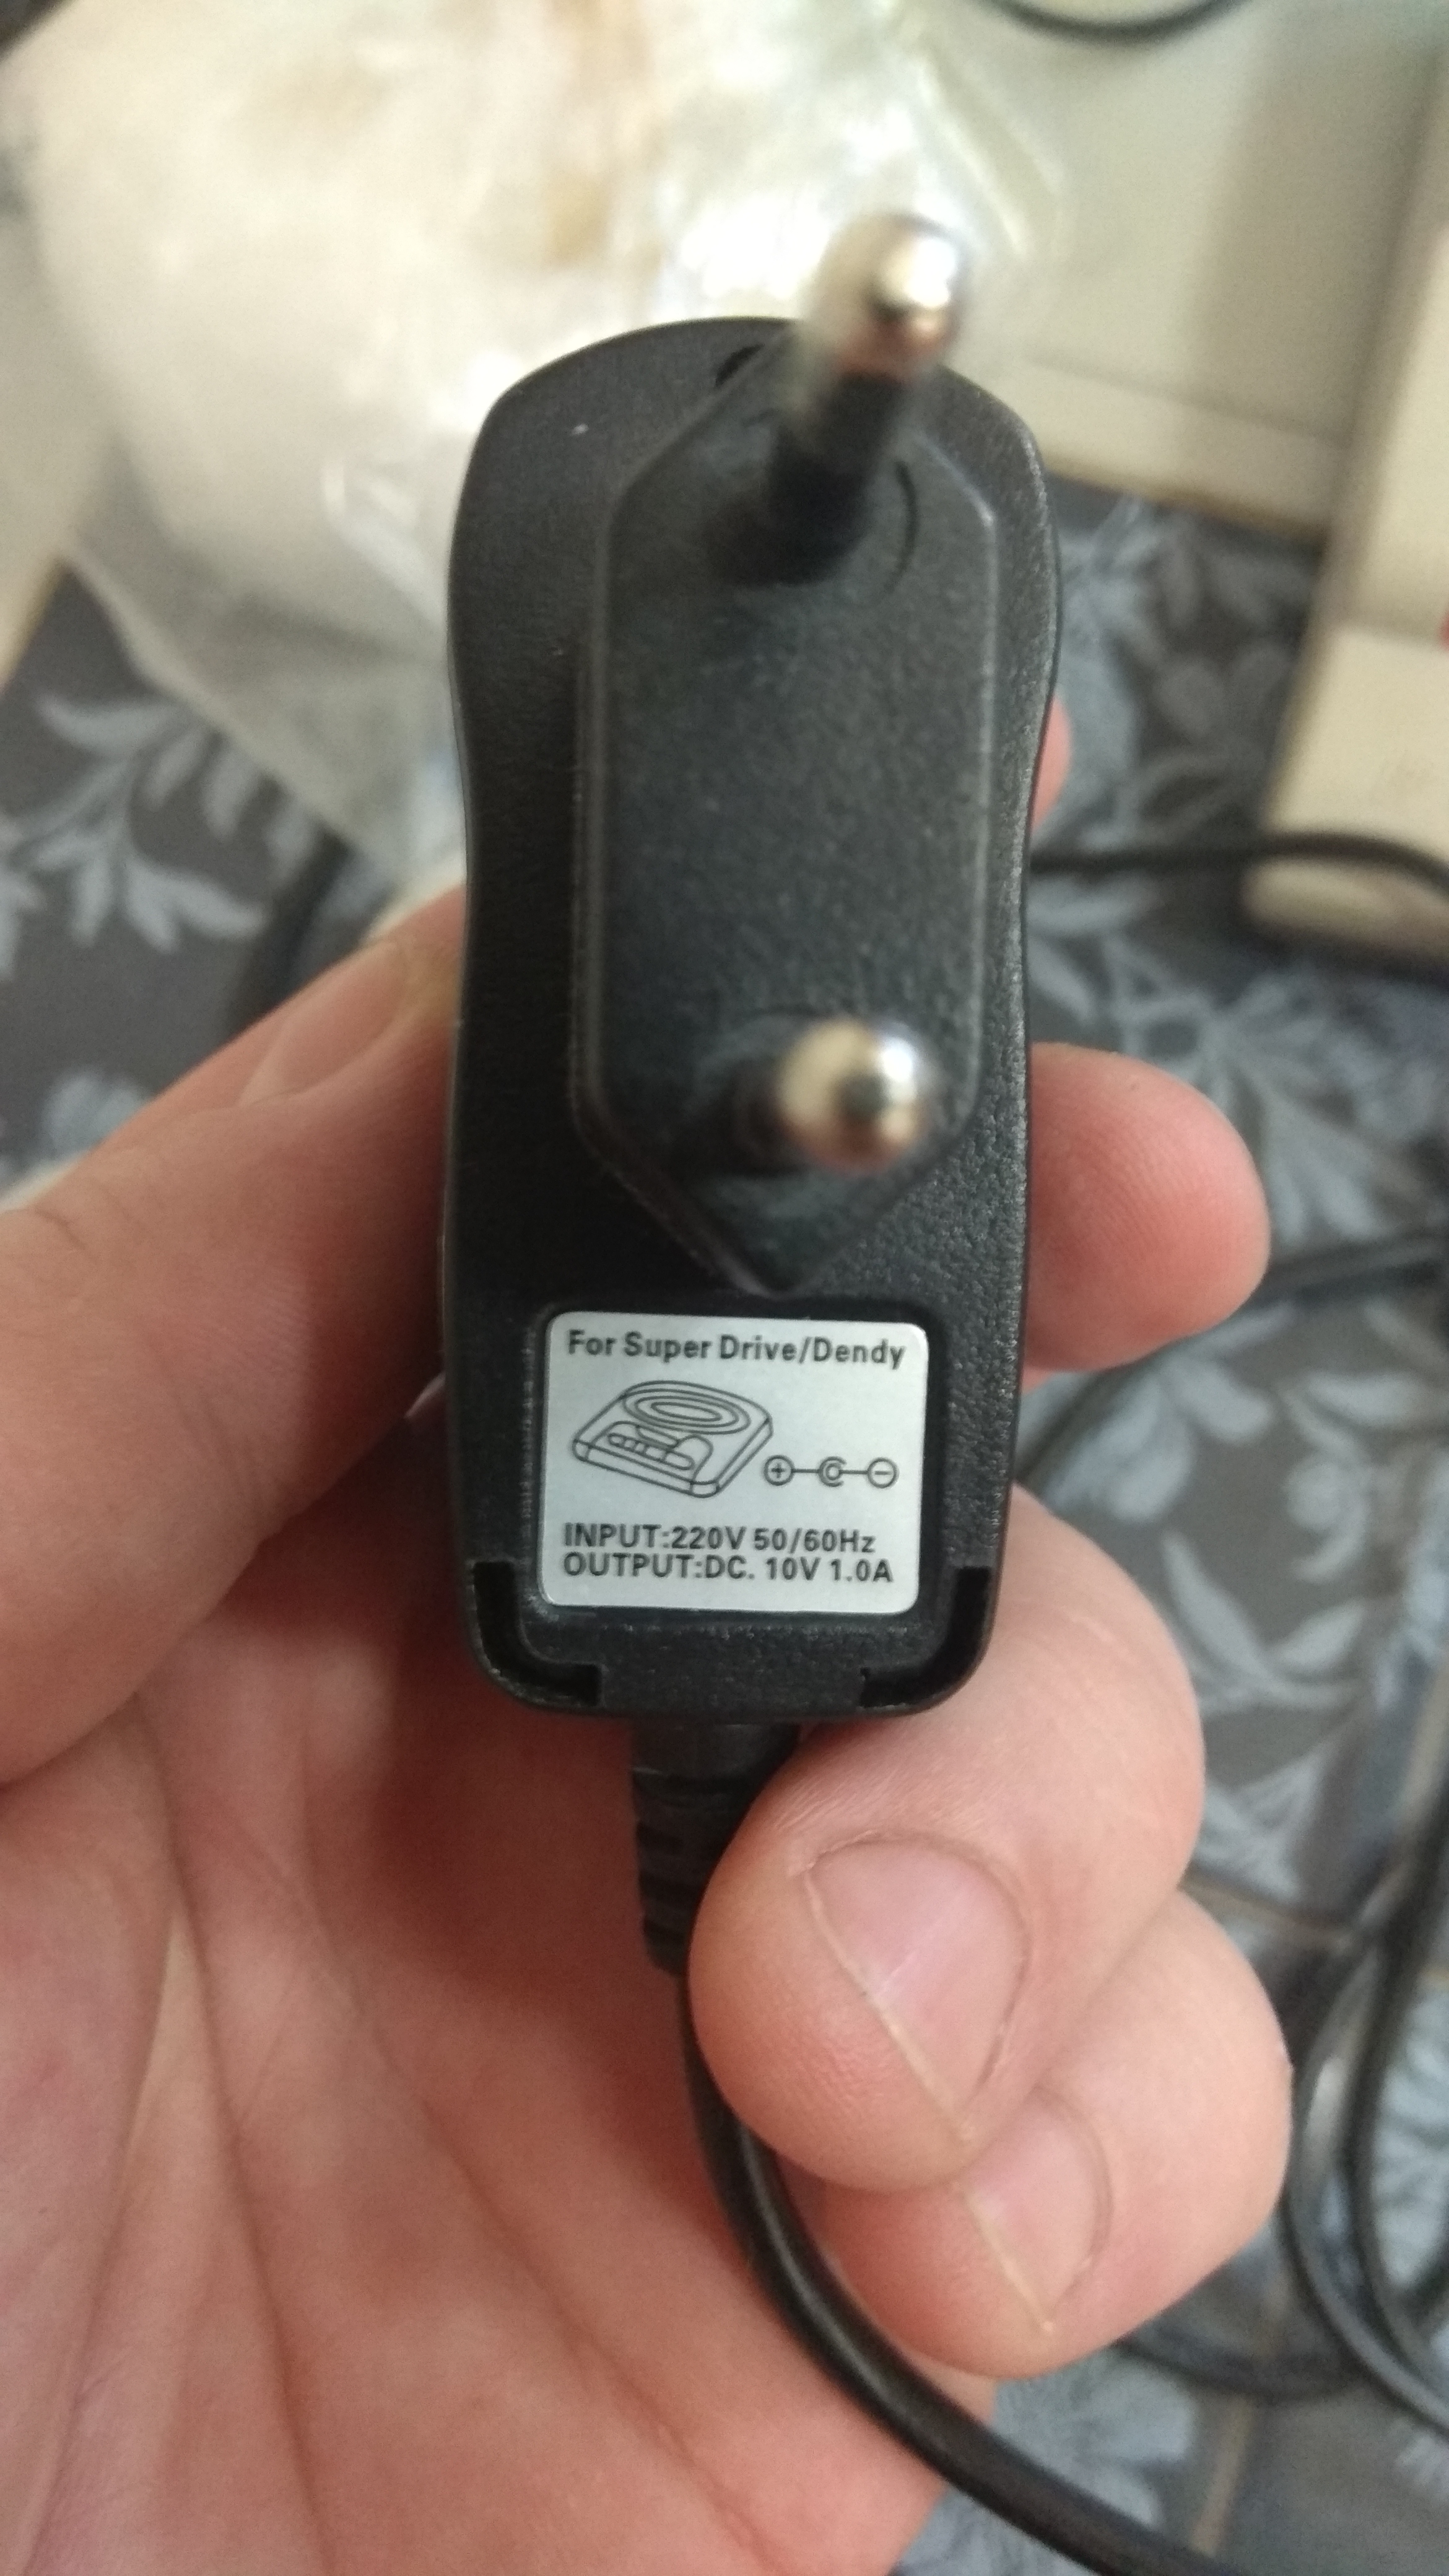 For Super Drive/Dendy
INPUT:220V 50/60Hz
OUTPUT:DC. 10V 1.0A